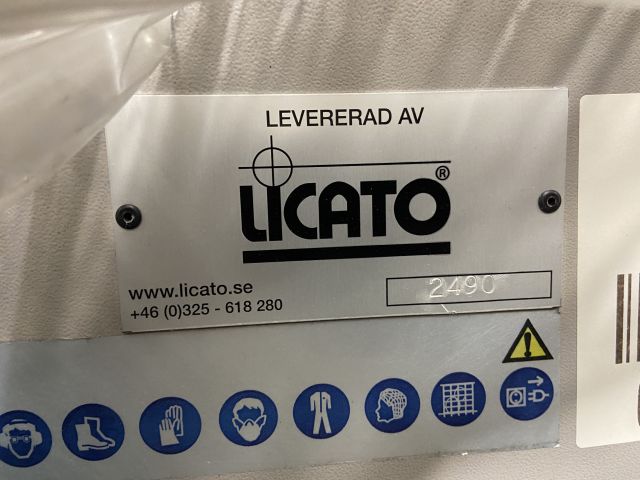 LEVERERAD AV
LICATO®
www.licato.se
+46 (0)325 - 618 280
2490